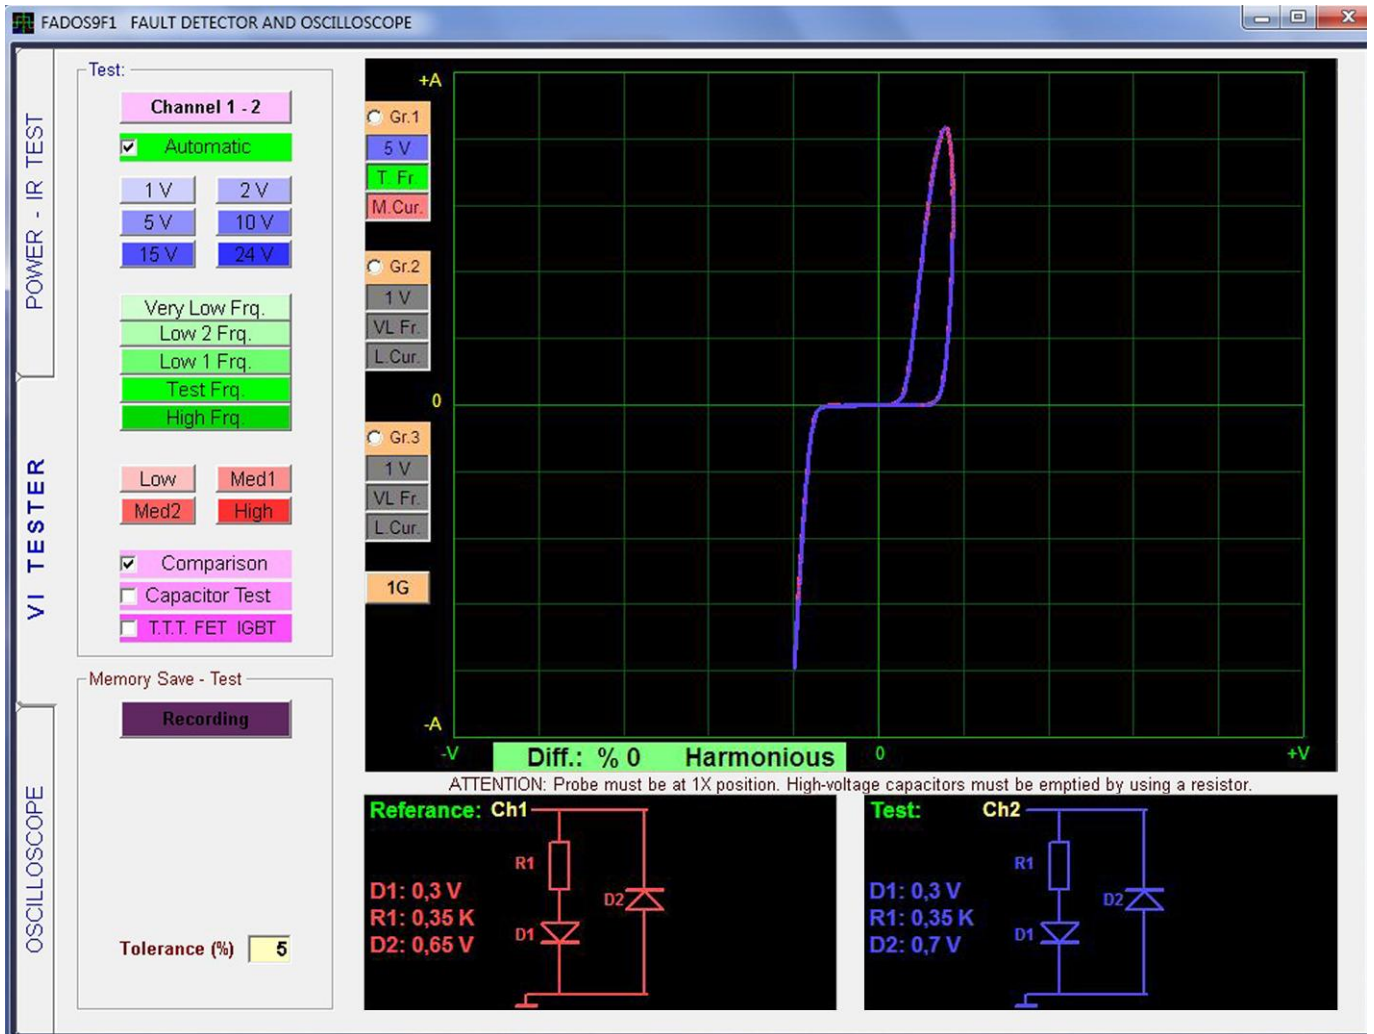 FADOS9F1 FAULT DETECTOR AND OSCILLOSCOPE
POWER - IR TEST
VI TESTER
OSCILLOSCOPE
Test:
Channel 1 - 2
Automatic
1 V 2 V
5 V 10 V
15 V 24 V
Very Low Frq.
Low 2 Frq.
Low 1 Frq.
Test Frq.
High Frq.
Low Med1
Med2 High
Comparison
Capacitor Test
T.T.T. FET IGBT
Memory Save - Test
Recording
Tolerance (%) 5
Gr.1
5 V
T. Fr
M.Cur.
Gr.2
1 V
VL Fr.
L.Cur.
Gr.3
1 V
VL Fr.
L.Cur.
1G
+A
0
-A
-V 0 +V
Diff.: % 0 Harmonious
ATTENTION: Probe must be at 1X position. High-voltage capacitors must be emptied by using a resistor.
Referance: Ch1
R1
D2
D1
D1: 0,3 V
R1: 0,35 K
D2: 0,65 V
Test: Ch2
R1
D2
D1
D1: 0,3 V
R1: 0,35 K
D2: 0,7 V